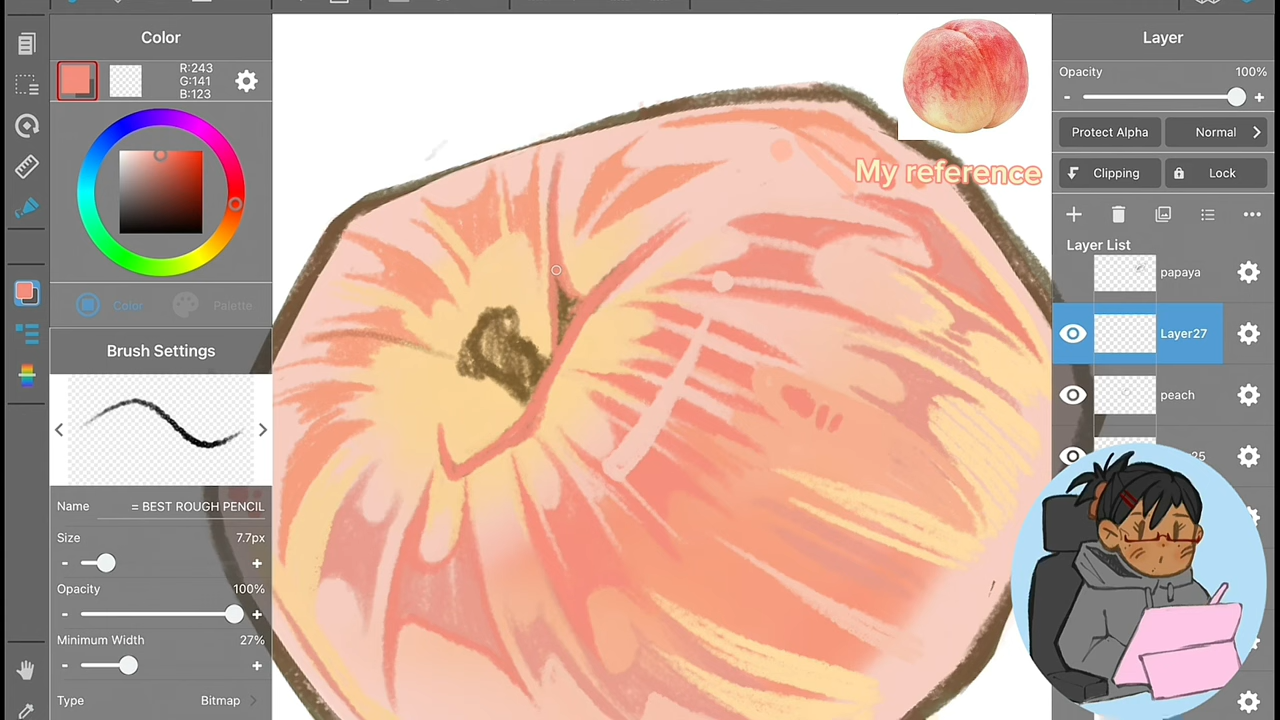 Color
R:243
G:141
B:123
Color
Palette
Brush Settings
Name = BEST ROUGH PENCIL
Size 7.7px
- +
Opacity 100%
- +
Minimum Width 27%
- +
Type Bitmap
My reference
Layer
Opacity 100%
- +
Protect Alpha
Normal
Clipping
Lock
Layer List
papaya
Layer27
peach
25